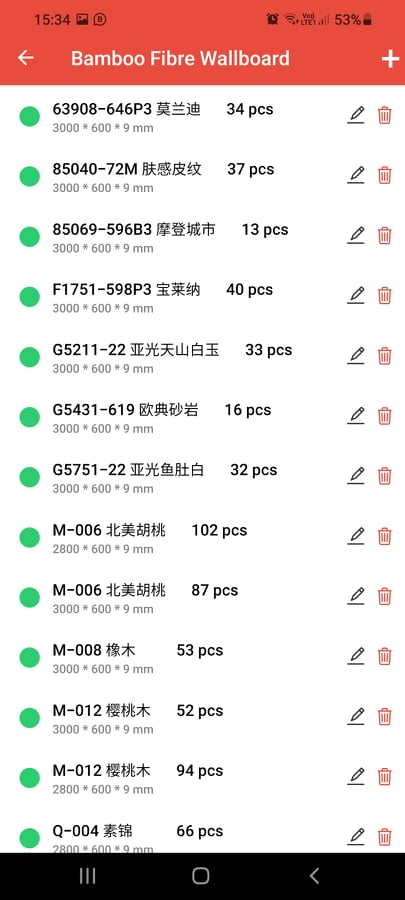 15:34 53%
Bamboo Fibre Wallboard
63908-646P3 莫兰迪 34 pcs
3000 * 600 * 9 mm
85040-72M 肤感皮纹 37 pcs
3000 * 600 * 9 mm
85069-596B3 摩登城市 13 pcs
3000 * 600 * 9 mm
F1751-598P3 宝莱纳 40 pcs
3000 * 600 * 9 mm
G5211-22 亚光天山白玉 33 pcs
3000 * 600 * 9 mm
G5431-619 欧典砂岩 16 pcs
3000 * 600 * 9 mm
G5751-22 亚光鱼肚白 32 pcs
3000 * 600 * 9 mm
M-006 北美胡桃 102 pcs
2800 * 600 * 9 mm
M-006 北美胡桃 87 pcs
3000 * 600 * 9 mm
M-008 橡木 53 pcs
3000 * 600 * 9 mm
M-012 樱桃木 52 pcs
3000 * 600 * 9 mm
M-012 樱桃木 94 pcs
2800 * 600 * 9 mm
Q-004 素锦 66 pcs
2800 * 600 * 9 mm